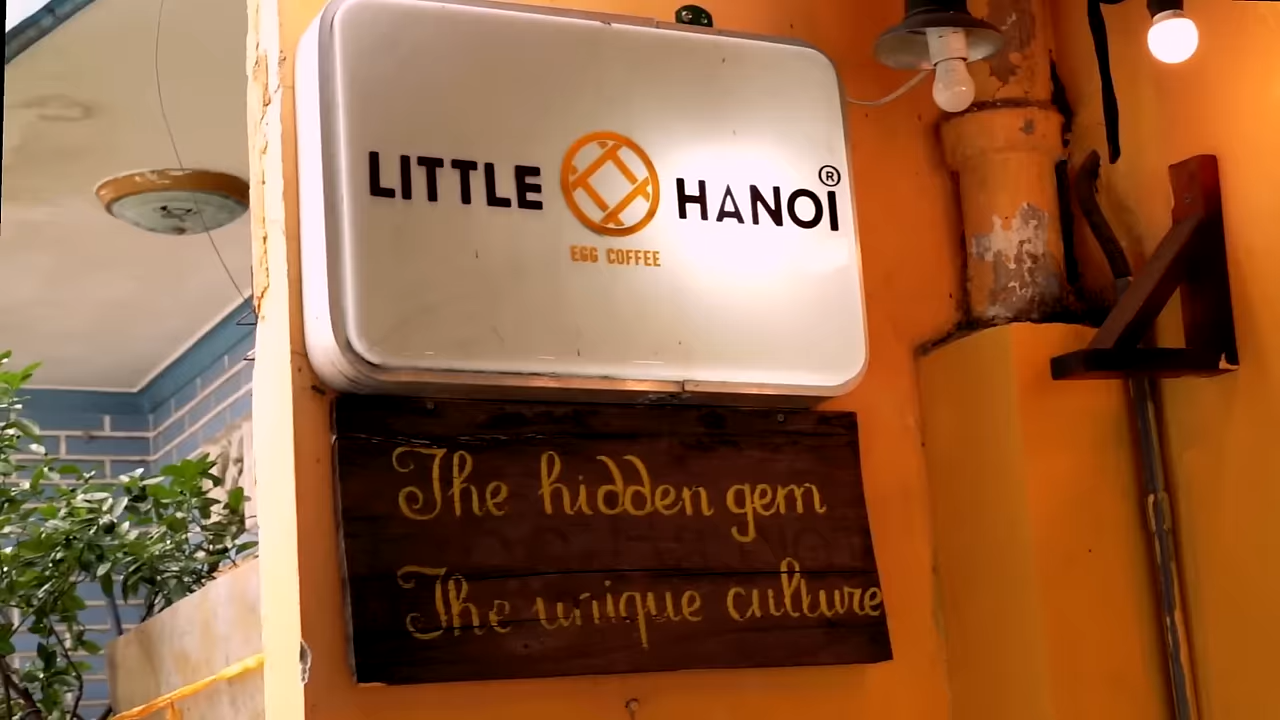 LITTLE HANOI®
EGG COFFEE
The hidden gem
The unique culture